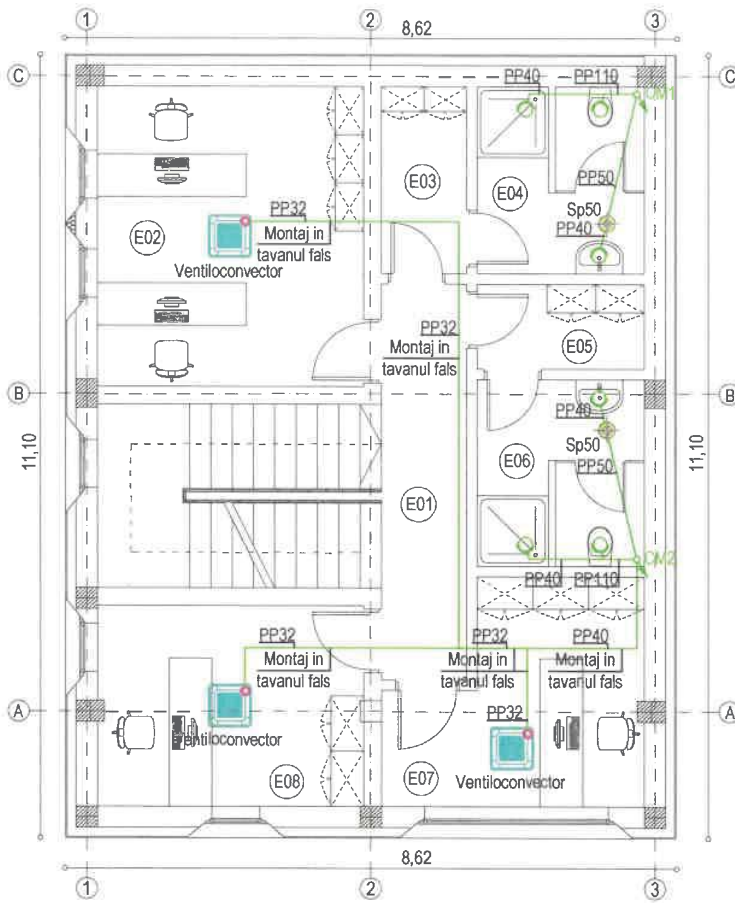 1
2
3
8,62
C
C
PP40
PP110
CM1
E03
E04
PP50
Sp50
PP40
PP32
Montaj in
tavanul fals
E02
Ventiloconvector
PP32
Montaj in
tavanul fals
E05
B
B
11,10
11,10
PP40
Sp50
PP50
E06
E01
CM2
PP40
PP110
PP32
Montaj in
tavanul fals
PP32
Montaj in
tavanul fals
PP40
Montaj in
tavanul fals
A
A
PP32
Ventiloconvector
Ventiloconvector
E08
E07
8,62
1
2
3